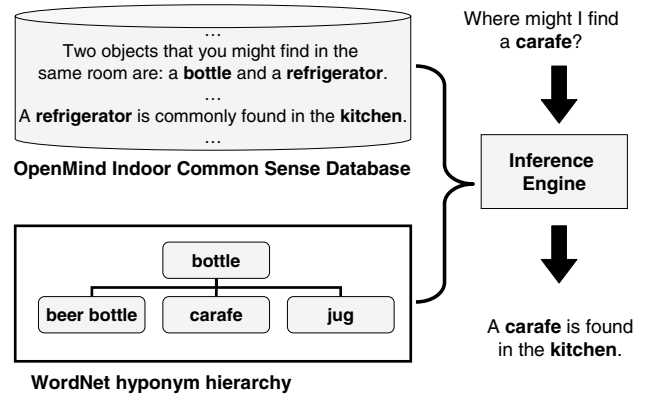 …
Two objects that you might find in the
same room are: a bottle and a refrigerator.
…
A refrigerator is commonly found in the kitchen.
…
OpenMind Indoor Common Sense Database
bottle
beer bottle
carafe
jug
WordNet hyponym hierarchy
Where might I find
a carafe?
Inference
Engine
A carafe is found
in the kitchen.